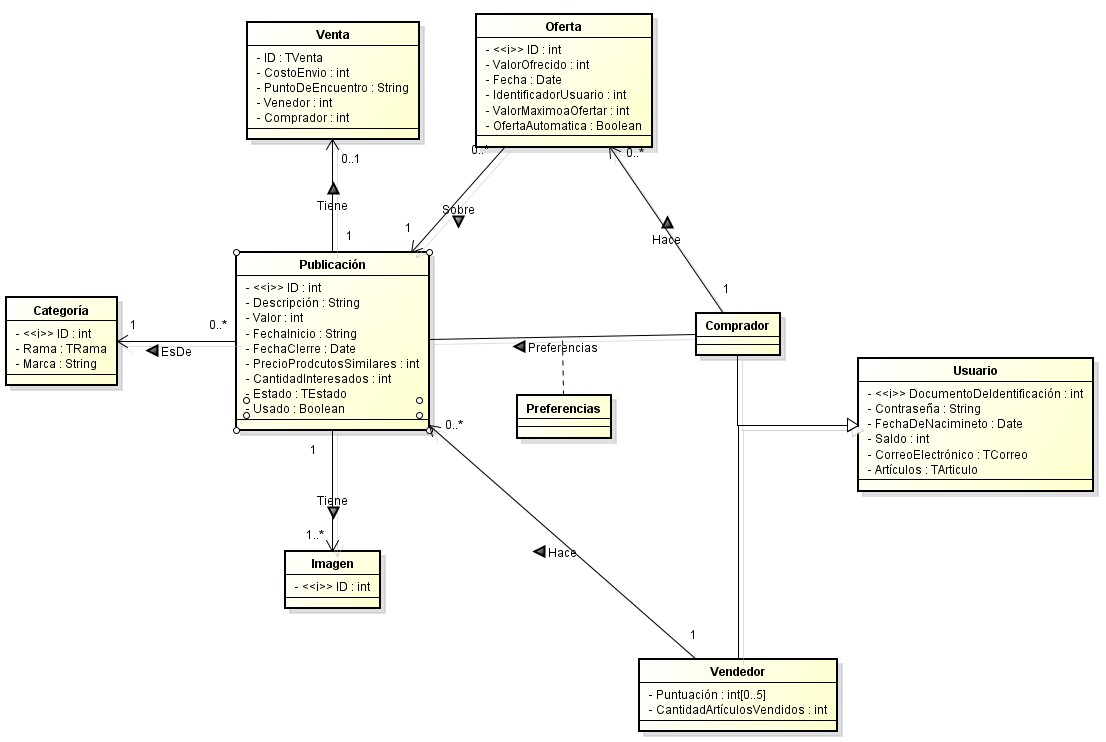 Venta
- ID : TVenta
- CostoEnvio : int
- PuntoDeEncuentro : String
- Venedor : int
- Comprador : int
Oferta
- <<i>> ID : int
- ValorOfrecido : int
- Fecha : Date
- IdentificadorUsuario : int
- ValorMaximoaOfertar : int
- OfertaAutomatica : Boolean
0..1
Tiene
1
0..*
Sobre
1
0..*
Hace
1
Publicación
- <<i>> ID : int
- Descripción : String
- Valor : int
- FechaInicio : String
- FechaCIerre : Date
- PrecioProdcutosSimilares : int
- CantidadInteresados : int
- Estado : TEstado
- Usado : Boolean
Categoría
- <<i>> ID : int
- Rama : TRama
- Marca : String
1
0..*
EsDe
Comprador
Preferencias
Preferencias
Usuario
- <<i>> DocumentoDeIdentificación : int
- Contraseña : String
- FechaDeNacimineto : Date
- Saldo : int
- CorreoElectrónico : TCorreo
- Artículos : TArticulo
0..*
1
Tiene
1..*
Imagen
- <<i>> ID : int
Hace
1
Vendedor
- Puntuación : int[0..5]
- CantidadArtículosVendidos : int